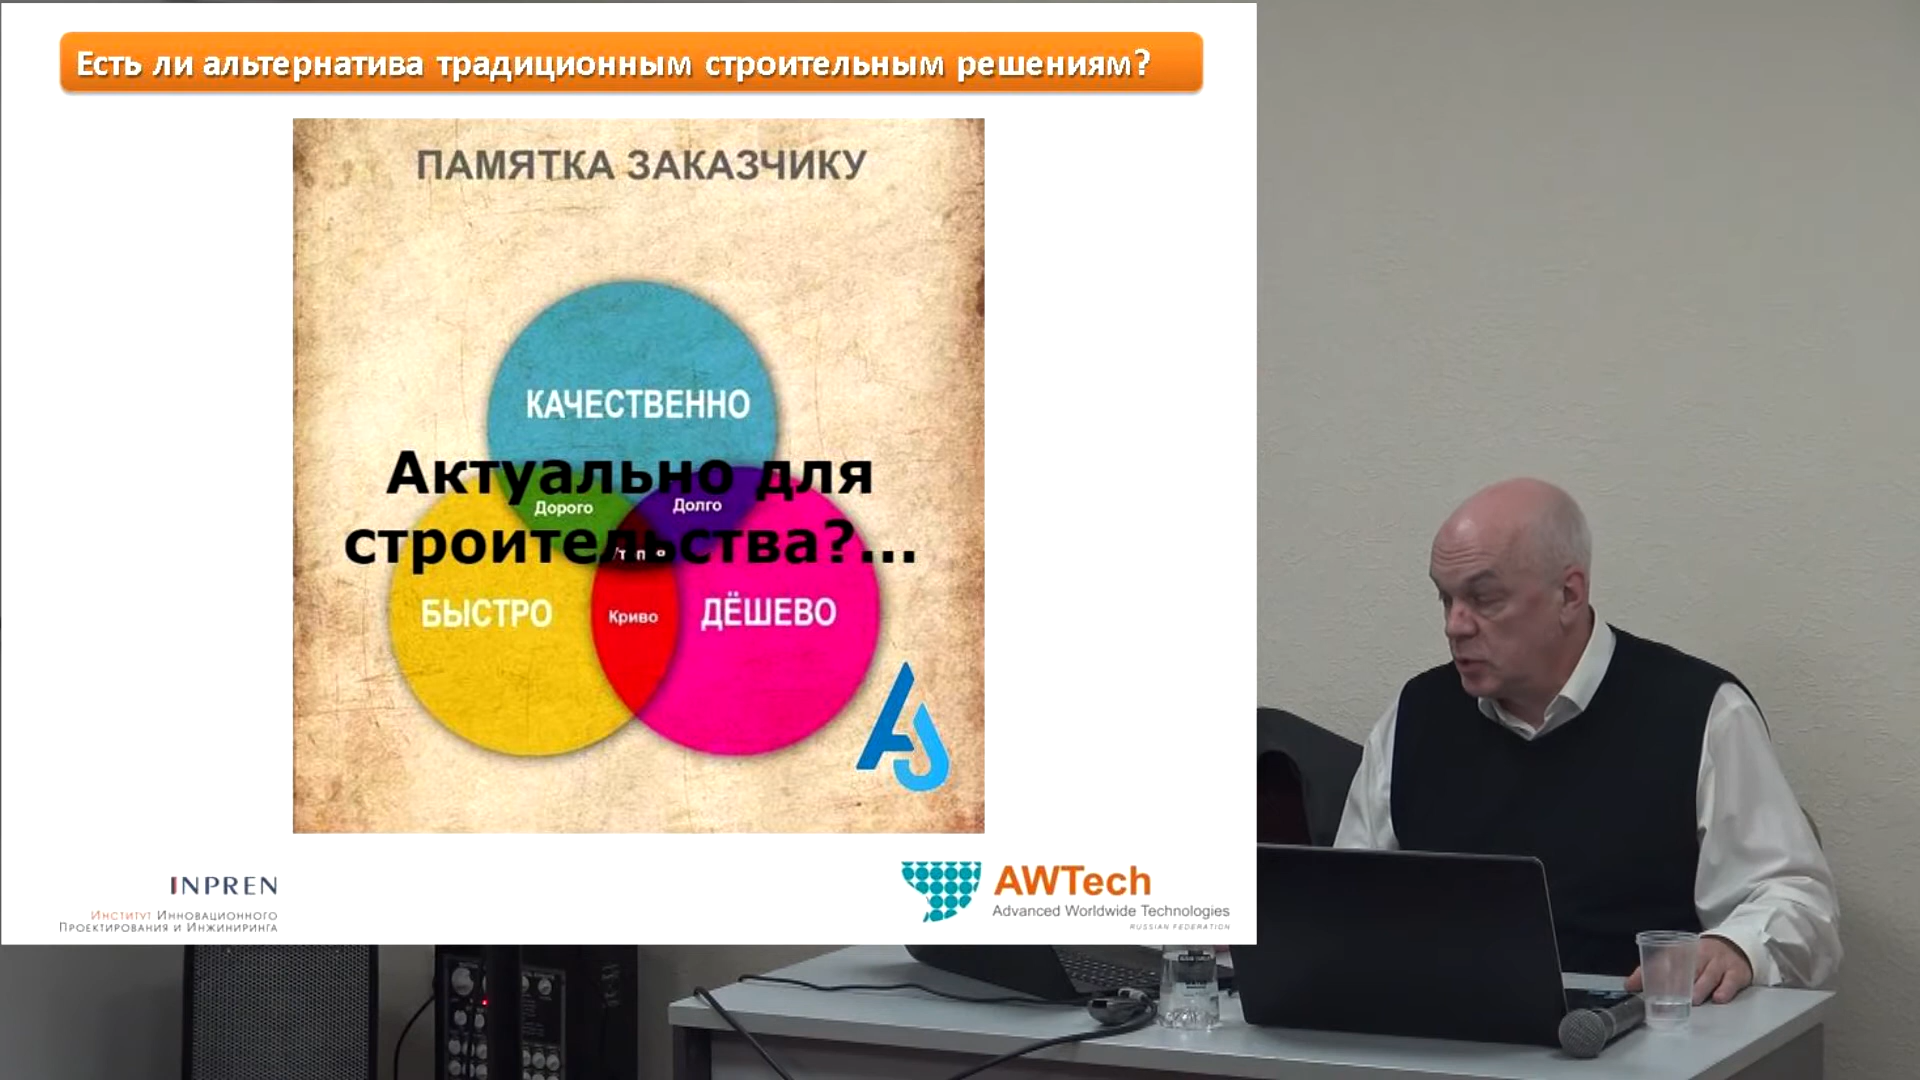 Есть ли альтернатива традиционным строительным решениям?
ПАМЯТКА ЗАКАЗЧИКУ
КАЧЕСТВЕННО
Актуально для
Дорого
Долго
строительства?...
БЫСТРО
Криво
ДЁШЕВО
INPREN
Институт Инновационного
Проектирования и Инжиниринга
AWTech
Advanced Worldwide Technologies
RUSSIAN FEDERATION